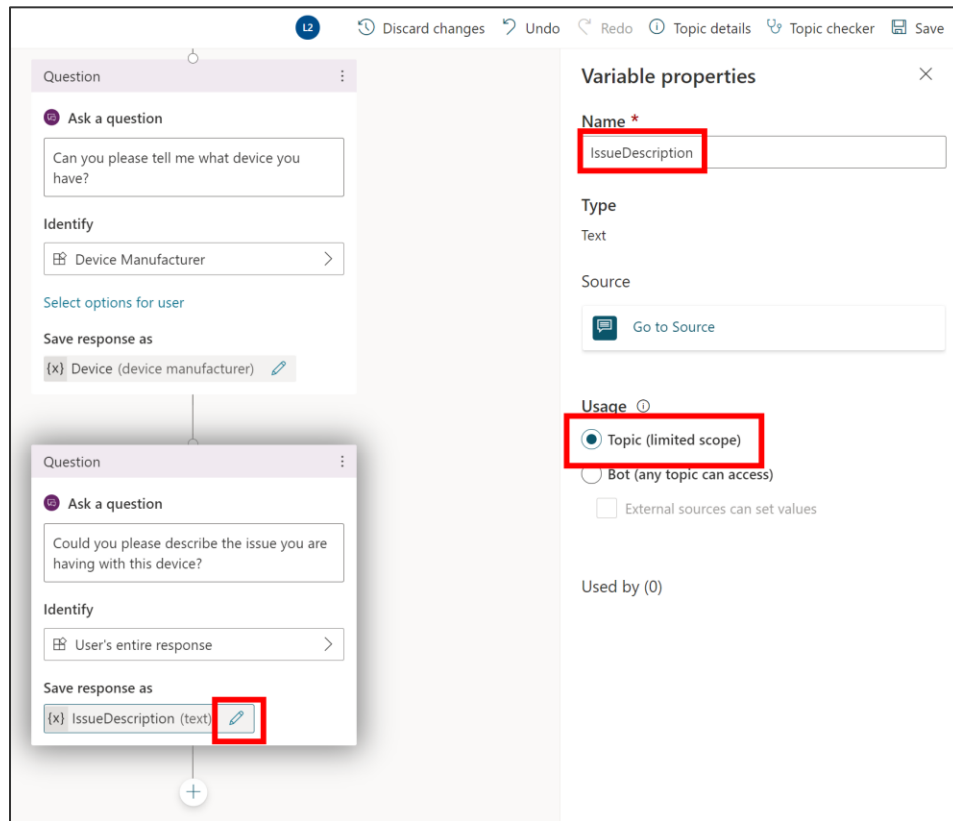 L2 Discard changes Undo Redo Topic details Topic checker Save
Question
Ask a question
Can you please tell me what device you
have?
Identify
Device Manufacturer
Select options for user
Save response as
{x} Device (device manufacturer)
Question
Ask a question
Could you please describe the issue you are
having with this device?
Identify
User's entire response
Save response as
{x} IssueDescription (text)
Variable properties
Name *
IssueDescription
Type
Text
Source
Go to Source
Usage
Topic (limited scope)
Bot (any topic can access)
External sources can set values
Used by (0)